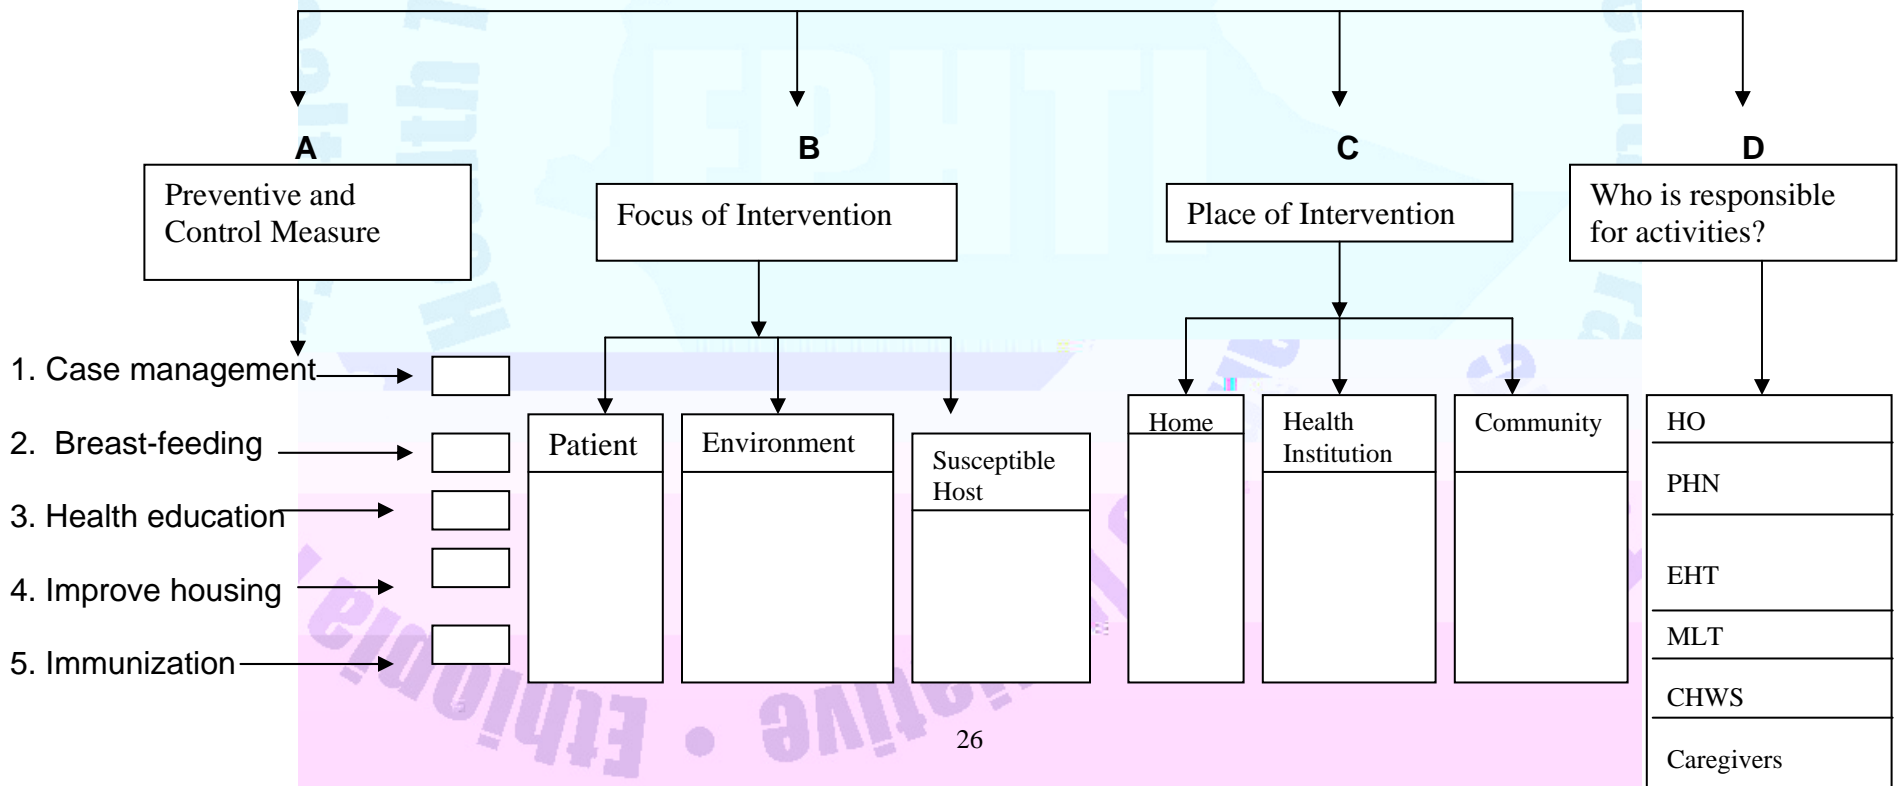 A
B
C
D
Preventive and
Control Measure
Focus of Intervention
Place of Intervention
Who is responsible
for activities?
1. Case management
2. Breast-feeding
3. Health education
4. Improve housing
5. Immunization
Patient
Environment
Susceptible
Host
Home
Health
Institution
Community
HO
PHN
EHT
MLT
CHWS
Caregivers
EPHTI
Ethiopia
26